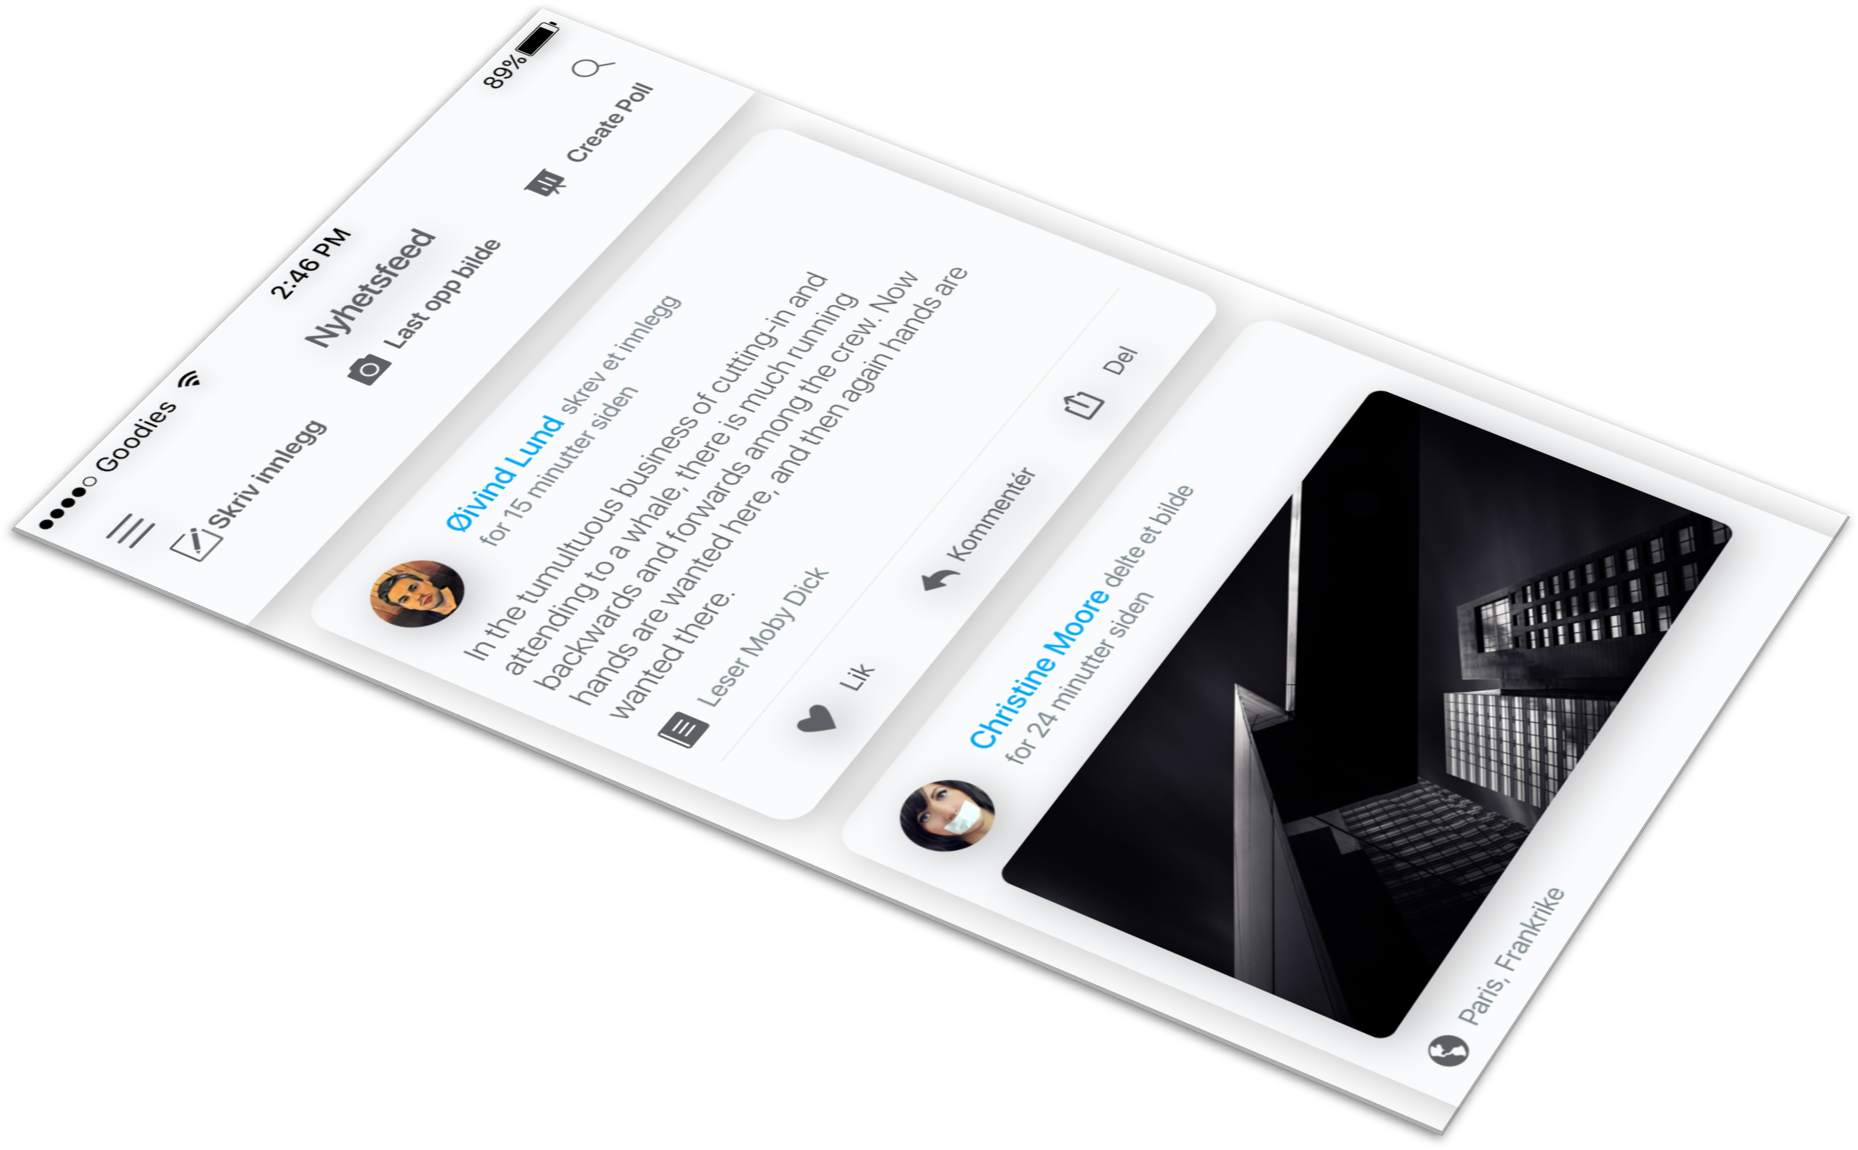 Goodies 2:46 PM 89%
Nyhetsfeed
Skriv innlegg Last opp bilde Create Poll
Øivind Lund skrev et innlegg
for 15 minutter siden
In the tumultuous business of cutting-in and
attending to a whale, there is much running
backwards and forwards among the crew. Now
hands are wanted here, and then again hands are
wanted there.
Leser Moby Dick
Lik Kommentér Del
Christine Moore delte et bilde
for 24 minutter siden
Paris, Frankrike